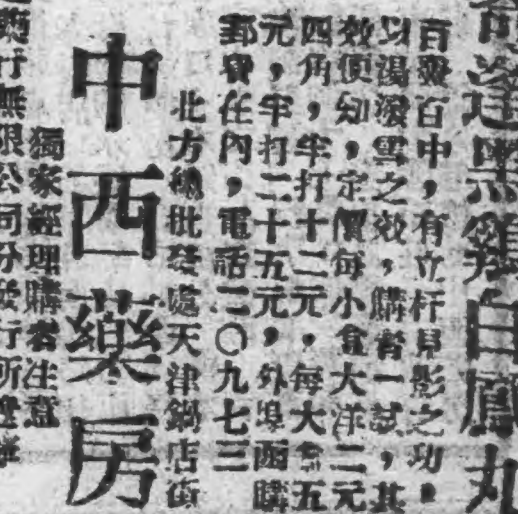 黑鷄白鳳丸
百靈百中，有立杆見影之功，
以湯潑雪之效，購者一試，其
效便知，定價每小盒大洋二元
四角，半打十二元，每大盒五
元，半打二十五元，外埠函購
郵費在內，電話二〇九七三
北方總批發處天津鍋店街
中西藥房
獨家經理購者注意
行無限公司分發行所